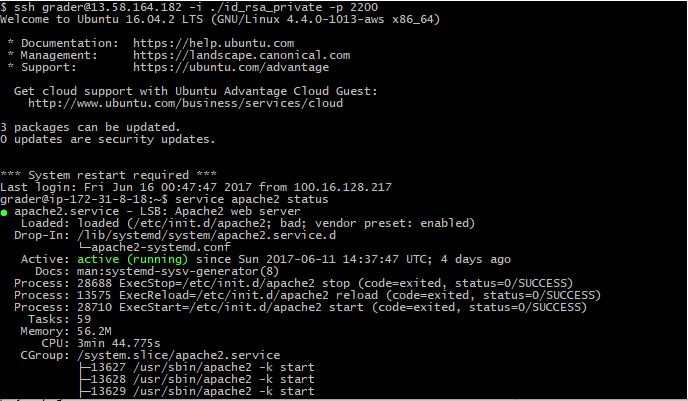 $ ssh grader@13.58.164.182 -i ./id_rsa_private -p 2200
Welcome to Ubuntu 16.04.2 LTS (GNU/Linux 4.4.0-1013-aws x86_64)
* Documentation:  https://help.ubuntu.com
* Management:     https://landscape.canonical.com
* Support:        https://ubuntu.com/advantage
Get cloud support with Ubuntu Advantage Cloud Guest:
http://www.ubuntu.com/business/services/cloud
3 packages can be updated.
0 updates are security updates.
*** System restart required ***
Last login: Fri Jun 16 00:47:47 2017 from 100.16.128.217
grader@ip-172-31-8-18:~$ service apache2 status
● apache2.service - LSB: Apache2 web server
Loaded: loaded (/etc/init.d/apache2; bad; vendor preset: enabled)
Drop-In: /lib/systemd/system/apache2.service.d
└─apache2-systemd.conf
Active: active (running) since Sun 2017-06-11 14:37:47 UTC; 4 days ago
Docs: man:systemd-sysv-generator(8)
Process: 28688 ExecStop=/etc/init.d/apache2 stop (code=exited, status=0/SUCCESS)
Process: 13575 ExecReload=/etc/init.d/apache2 reload (code=exited, status=0/SUCCESS)
Process: 28710 ExecStart=/etc/init.d/apache2 start (code=exited, status=0/SUCCESS)
Tasks: 59
Memory: 56.2M
CPU: 3min 44.775s
CGroup: /system.slice/apache2.service
├─13627 /usr/sbin/apache2 -k start
├─13628 /usr/sbin/apache2 -k start
├─13629 /usr/sbin/apache2 -k start